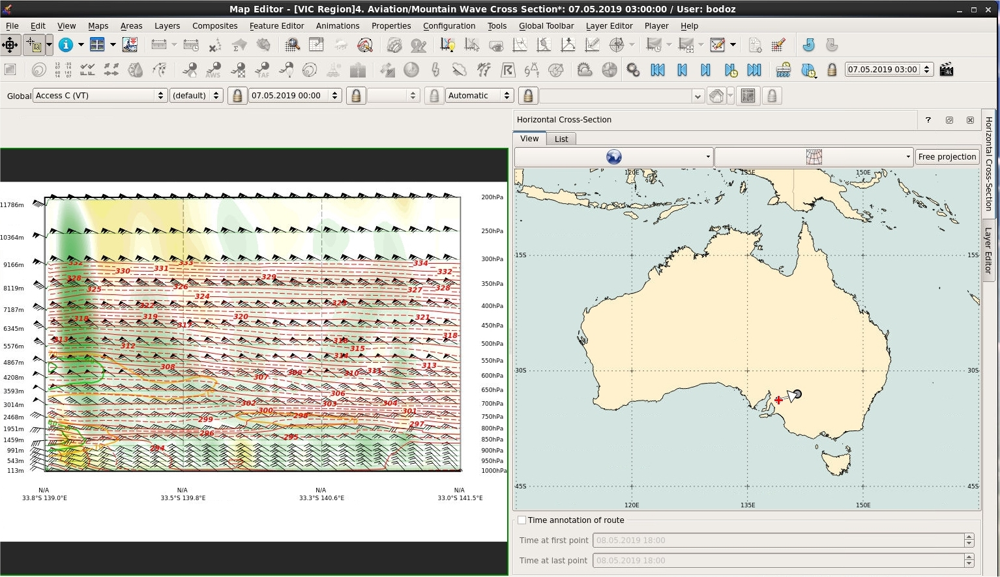 Map Editor - [VIC Region]4. Aviation/Mountain Wave Cross Section*: 07.05.2019 03:00:00 / User: bodoz
File Edit View Maps Areas Layers Composites Feature Editor Animations Properties Configuration Tools Global Toolbar Layer Editor Player Help
AWS TAF 07.05.2019 03:00
Global Access C (VT) (default) 07.05.2019 00:00 Automatic
Horizontal Cross-Section
View List
Free projection
Horizontal Cross-Section
Layer Editor
120E 135E 150E
15S 15S
30S 30S
45S 45S
120E 135E 150E
11786m
10364m
9166m
8119m
7187m
6345m
5576m
4867m
4208m
3593m
3014m
2468m
1951m
1459m
991m
543m
113m
200hPa
250hPa
300hPa
350hPa
400hPa
450hPa
500hPa
550hPa
600hPa
650hPa
700hPa
750hPa
800hPa
850hPa
900hPa
950hPa
1000hPa
334
330 331 332
328 329
325 326 327 328
324
322
318 319 320 321
317
313 318
312 315
314
308 313
307 310 311
306
302 303 304
300 301
298
299 297
296 295
294
N/A N/A N/A N/A
33.8°S 139.0°E 33.5°S 139.8°E 33.3°S 140.6°E 33.0°S 141.5°E
Time annotation of route
Time at first point 08.05.2019 18:00
Time at last point 08.05.2019 18:00